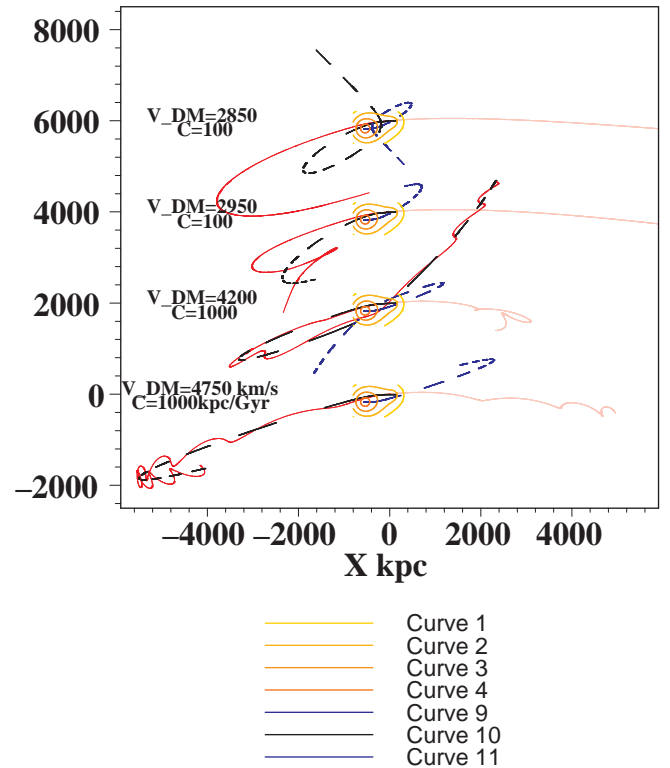 8000
V_DM=2850
C=100
6000
V_DM=2950
C=100
4000
V_DM=4200
C=1000
2000
V_DM=4750 km/s
C=1000kpc/Gyr
0
−2000
−4000 −2000 0 2000 4000
X kpc
Curve 1
Curve 2
Curve 3
Curve 4
Curve 9
Curve 10
Curve 11